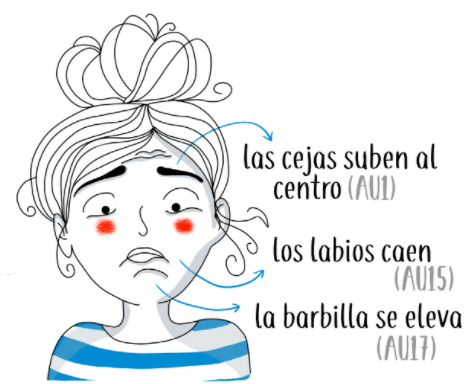 las cejas suben al
centro (AU1)
los labios caen
(AU15)
la barbilla se eleva
(AU17)